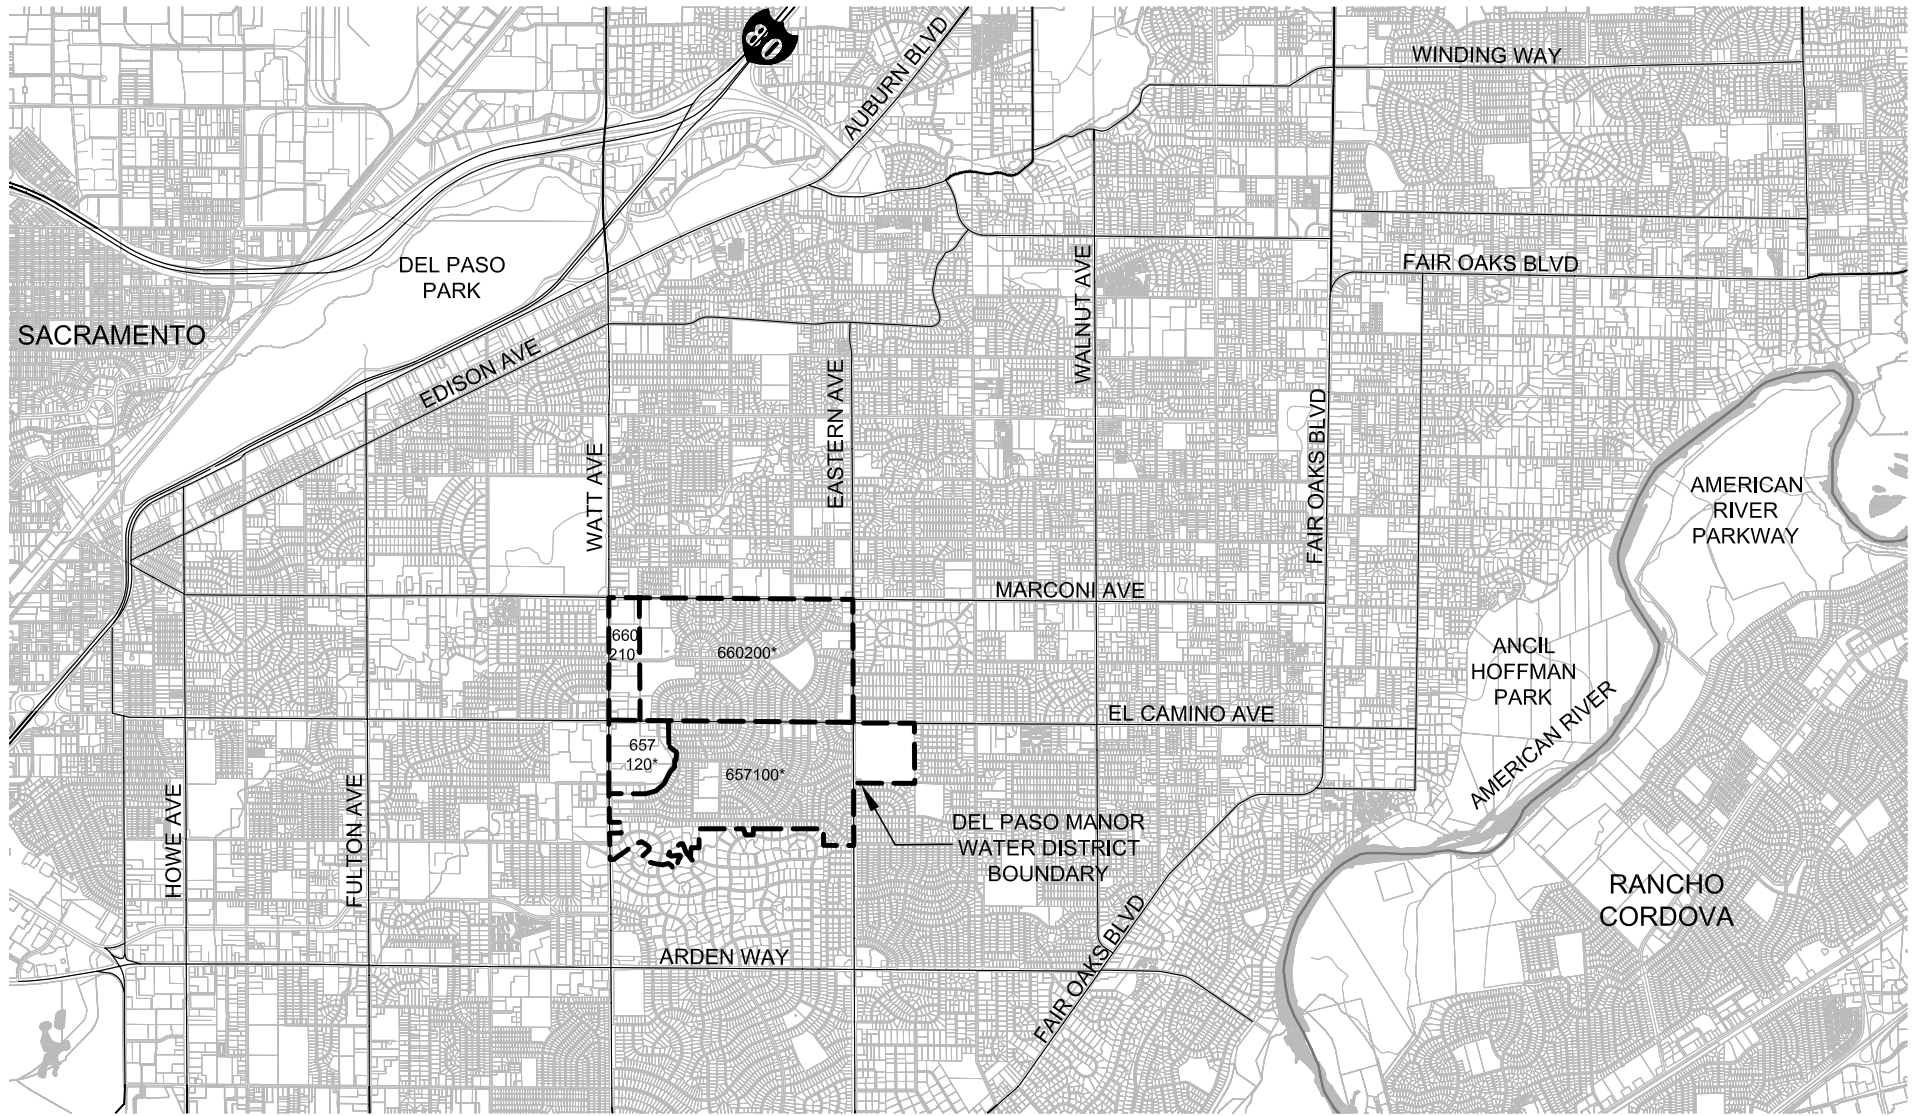 80
AUBURN BLVD
WINDING WAY
DEL PASO
PARK
FAIR OAKS BLVD
WALNUT AVE
SACRAMENTO
EDISON AVE
EASTERN AVE
FAIR OAKS BLVD
WATT AVE
AMERICAN
RIVER
PARKWAY
MARCONI AVE
660
210*
660200*
ANCIL
HOFFMAN
PARK
AMERICAN RIVER
EL CAMINO AVE
657
120*
657100*
HOWE AVE
FULTON AVE
DEL PASO MANOR
WATER DISTRICT
BOUNDARY
RANCHO
CORDOVA
FAIR OAKS BLVD
ARDEN WAY